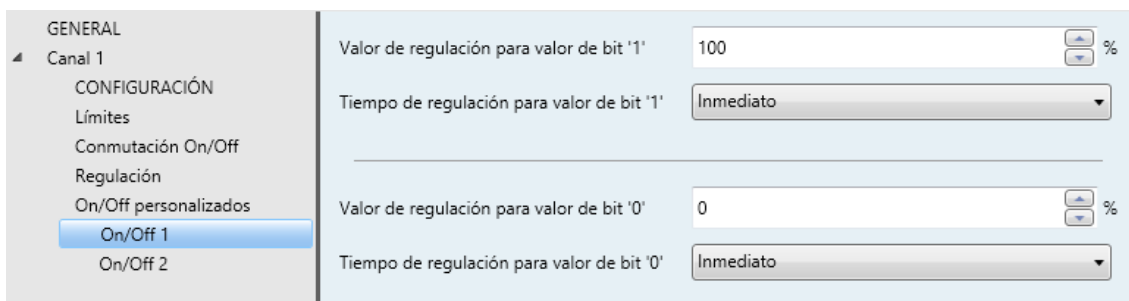 GENERAL
Canal 1
CONFIGURACIÓN
Límites
Conmutación On/Off
Regulación
On/Off personalizados
On/Off 1
On/Off 2
Valor de regulación para valor de bit '1' 100 %
Tiempo de regulación para valor de bit '1' Inmediato
Valor de regulación para valor de bit '0' 0 %
Tiempo de regulación para valor de bit '0' Inmediato